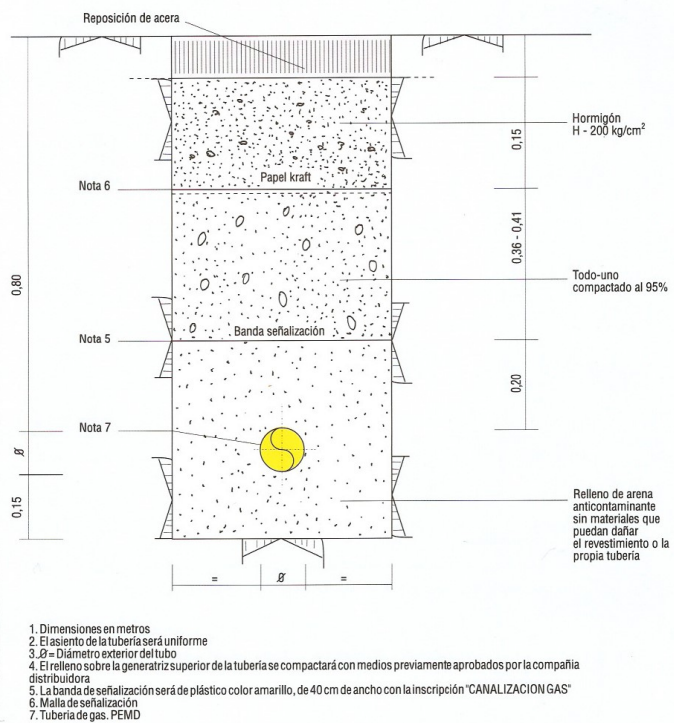 Reposición de acera
Hormigón
H - 200 kg/cm²
0,15
Papel kraft
Nota 6
0,36 - 0,41
0,80
Todo-uno
compactado al 95%
Banda señalización
Nota 5
0,20
Nota 7
Ø
0,15
Relleno de arena
anticontaminante
sin materiales que
puedan dañar
el revestimiento o la
propia tubería
= Ø =
1. Dimensiones en metros
2. El asiento de la tubería será uniforme
3. Ø = Diámetro exterior del tubo
4. El relleno sobre la generatriz superior de la tuberia se compactará con medios previamente aprobados por la compañia
distribuidora
5. La banda de señalización será de plástico color amarillo, de 40 cm de ancho con la inscripción "CANALIZACION GAS"
6. Malla de señalización
7. Tuberia de gas. PEMD